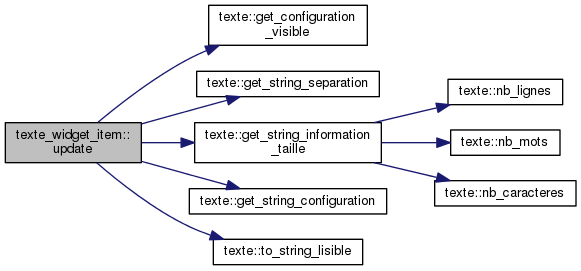 texte_widget_item::
update
texte::get_configuration
_visible
texte::get_string_separation
texte::get_string_information
_taille
texte::get_string_configuration
texte::to_string_lisible
texte::nb_lignes
texte::nb_mots
texte::nb_caracteres